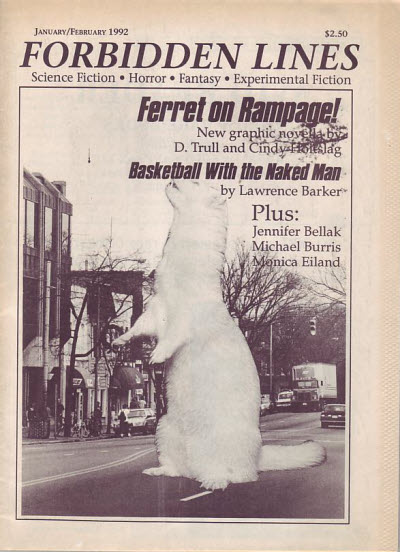 JANUARY/FEBRUARY 1992
$2.50
FORBIDDEN LINES
Science Fiction • Horror • Fantasy • Experimental Fiction
Ferret on Rampage!
New graphic novella by
D. Trull and Cindy Holtslag
Basketball With the Naked Man
by Lawrence Barker
Plus:
Jennifer Bellak
Michael Burris
Monica Eiland